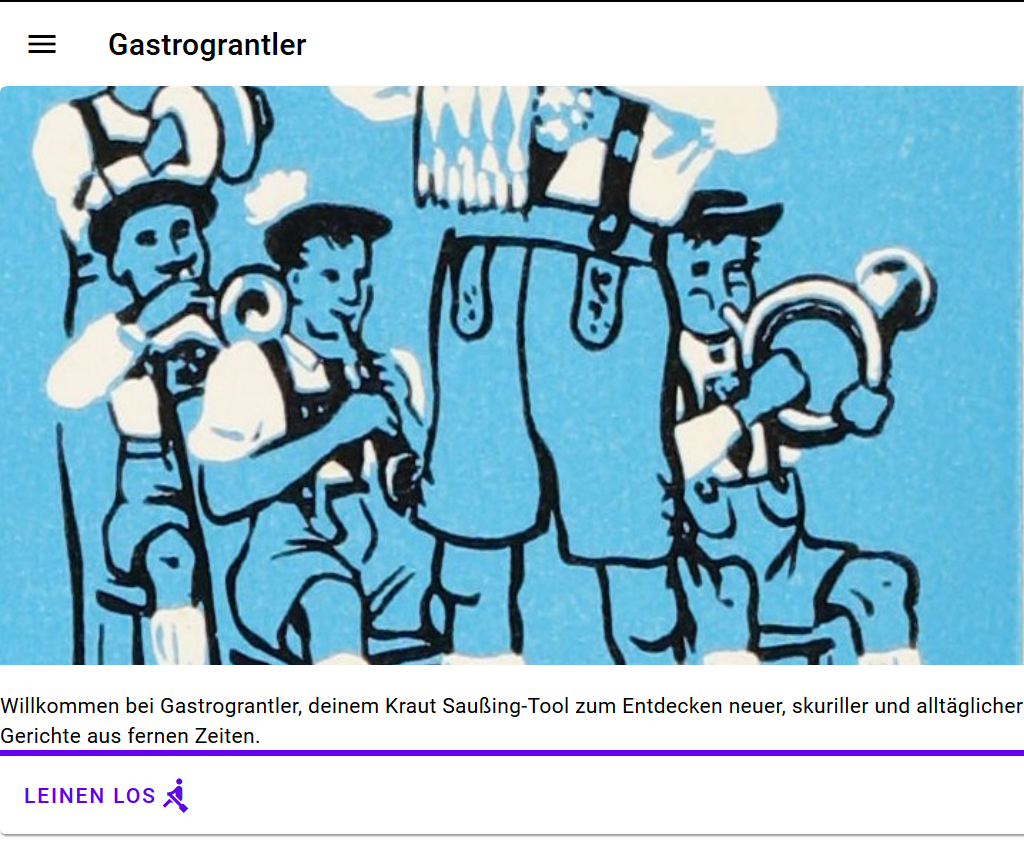 Gastrograntler
Willkommen bei Gastrograntler, deinem Kraut Saußing-Tool zum Entdecken neuer, skuriller und alltäglicher
Gerichte aus fernen Zeiten.
LEINEN LOS